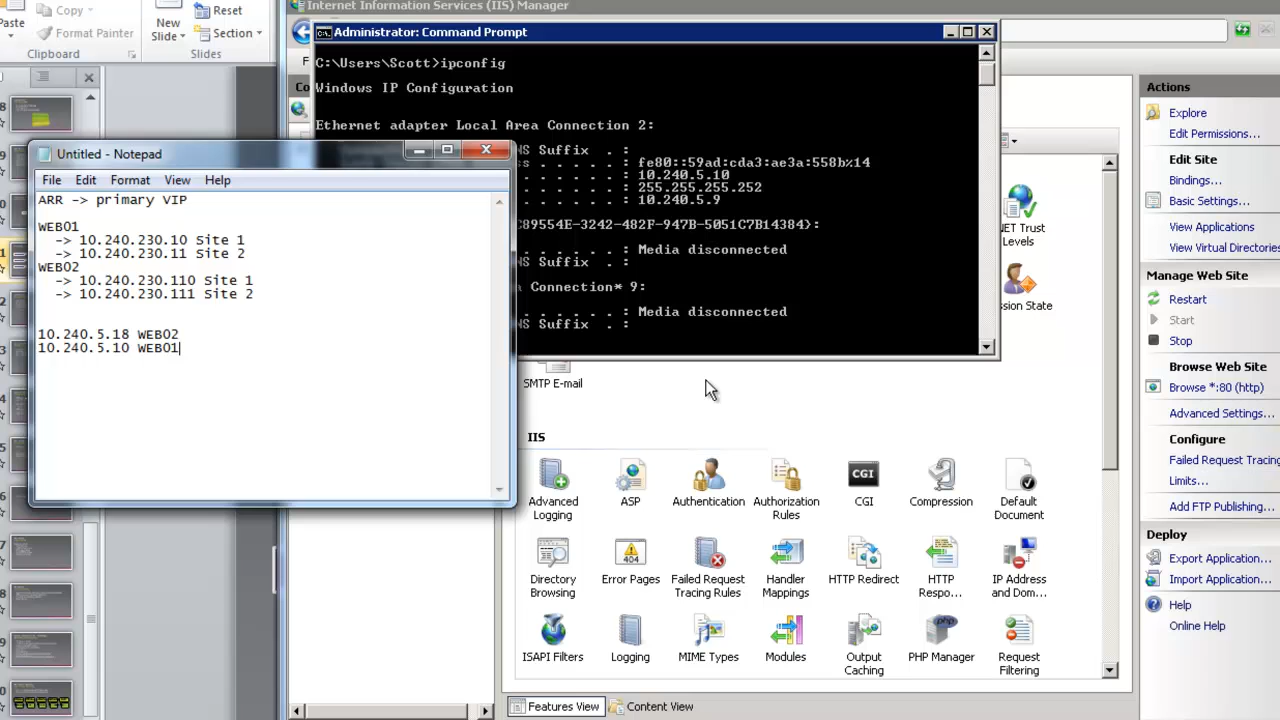 Internet Information Services (IIS) Manager
Paste
Copy
Format Painter
Clipboard
New
Slide
Reset
Section
Slides
Administrator: Command Prompt
C:\Users\Scott>ipconfig
Windows IP Configuration
Ethernet adapter Local Area Connection 2:
NS Suffix . :
ss . . . . . : fe80::59ad:cda3:ae3a:558b%14
. . . . . . : 10.240.5.10
. . . . . . : 255.255.255.252
. . . . . . : 10.240.5.9
C89554E-3242-482F-947B-5051C7B14384}:
. . . . . . : Media disconnected
NS Suffix . :
a Connection* 9:
. . . . . . : Media disconnected
NS Suffix . :
Untitled - Notepad
File Edit Format View Help
ARR -> primary VIP
WEB01
-> 10.240.230.10 Site 1
-> 10.240.230.11 Site 2
WEB02
-> 10.240.230.110 Site 1
-> 10.240.230.111 Site 2
10.240.5.18 WEB02
10.240.5.10 WEB01
NET Trust
Levels
ssion State
SMTP E-mail
IIS
Advanced
Logging
ASP
Authentication
Authorization
Rules
CGI
Compression
Default
Document
Directory
Browsing
Error Pages
404
Failed Request
Tracing Rules
Handler
Mappings
HTTP Redirect
HTTP
Respo...
IP Address
and Dom...
ISAPI Filters
Logging
MIME Types
Modules
Output
Caching
PHP Manager
Request
Filtering
Features View
Content View
Actions
Explore
Edit Permissions...
Edit Site
Bindings...
Basic Settings...
View Applications
View Virtual Directories
Manage Web Site
Restart
Start
Stop
Browse Web Site
Browse *:80 (http)
Advanced Settings...
Configure
Failed Request Tracing
Limits...
Add FTP Publishing...
Deploy
Export Application...
Import Application...
Help
Online Help